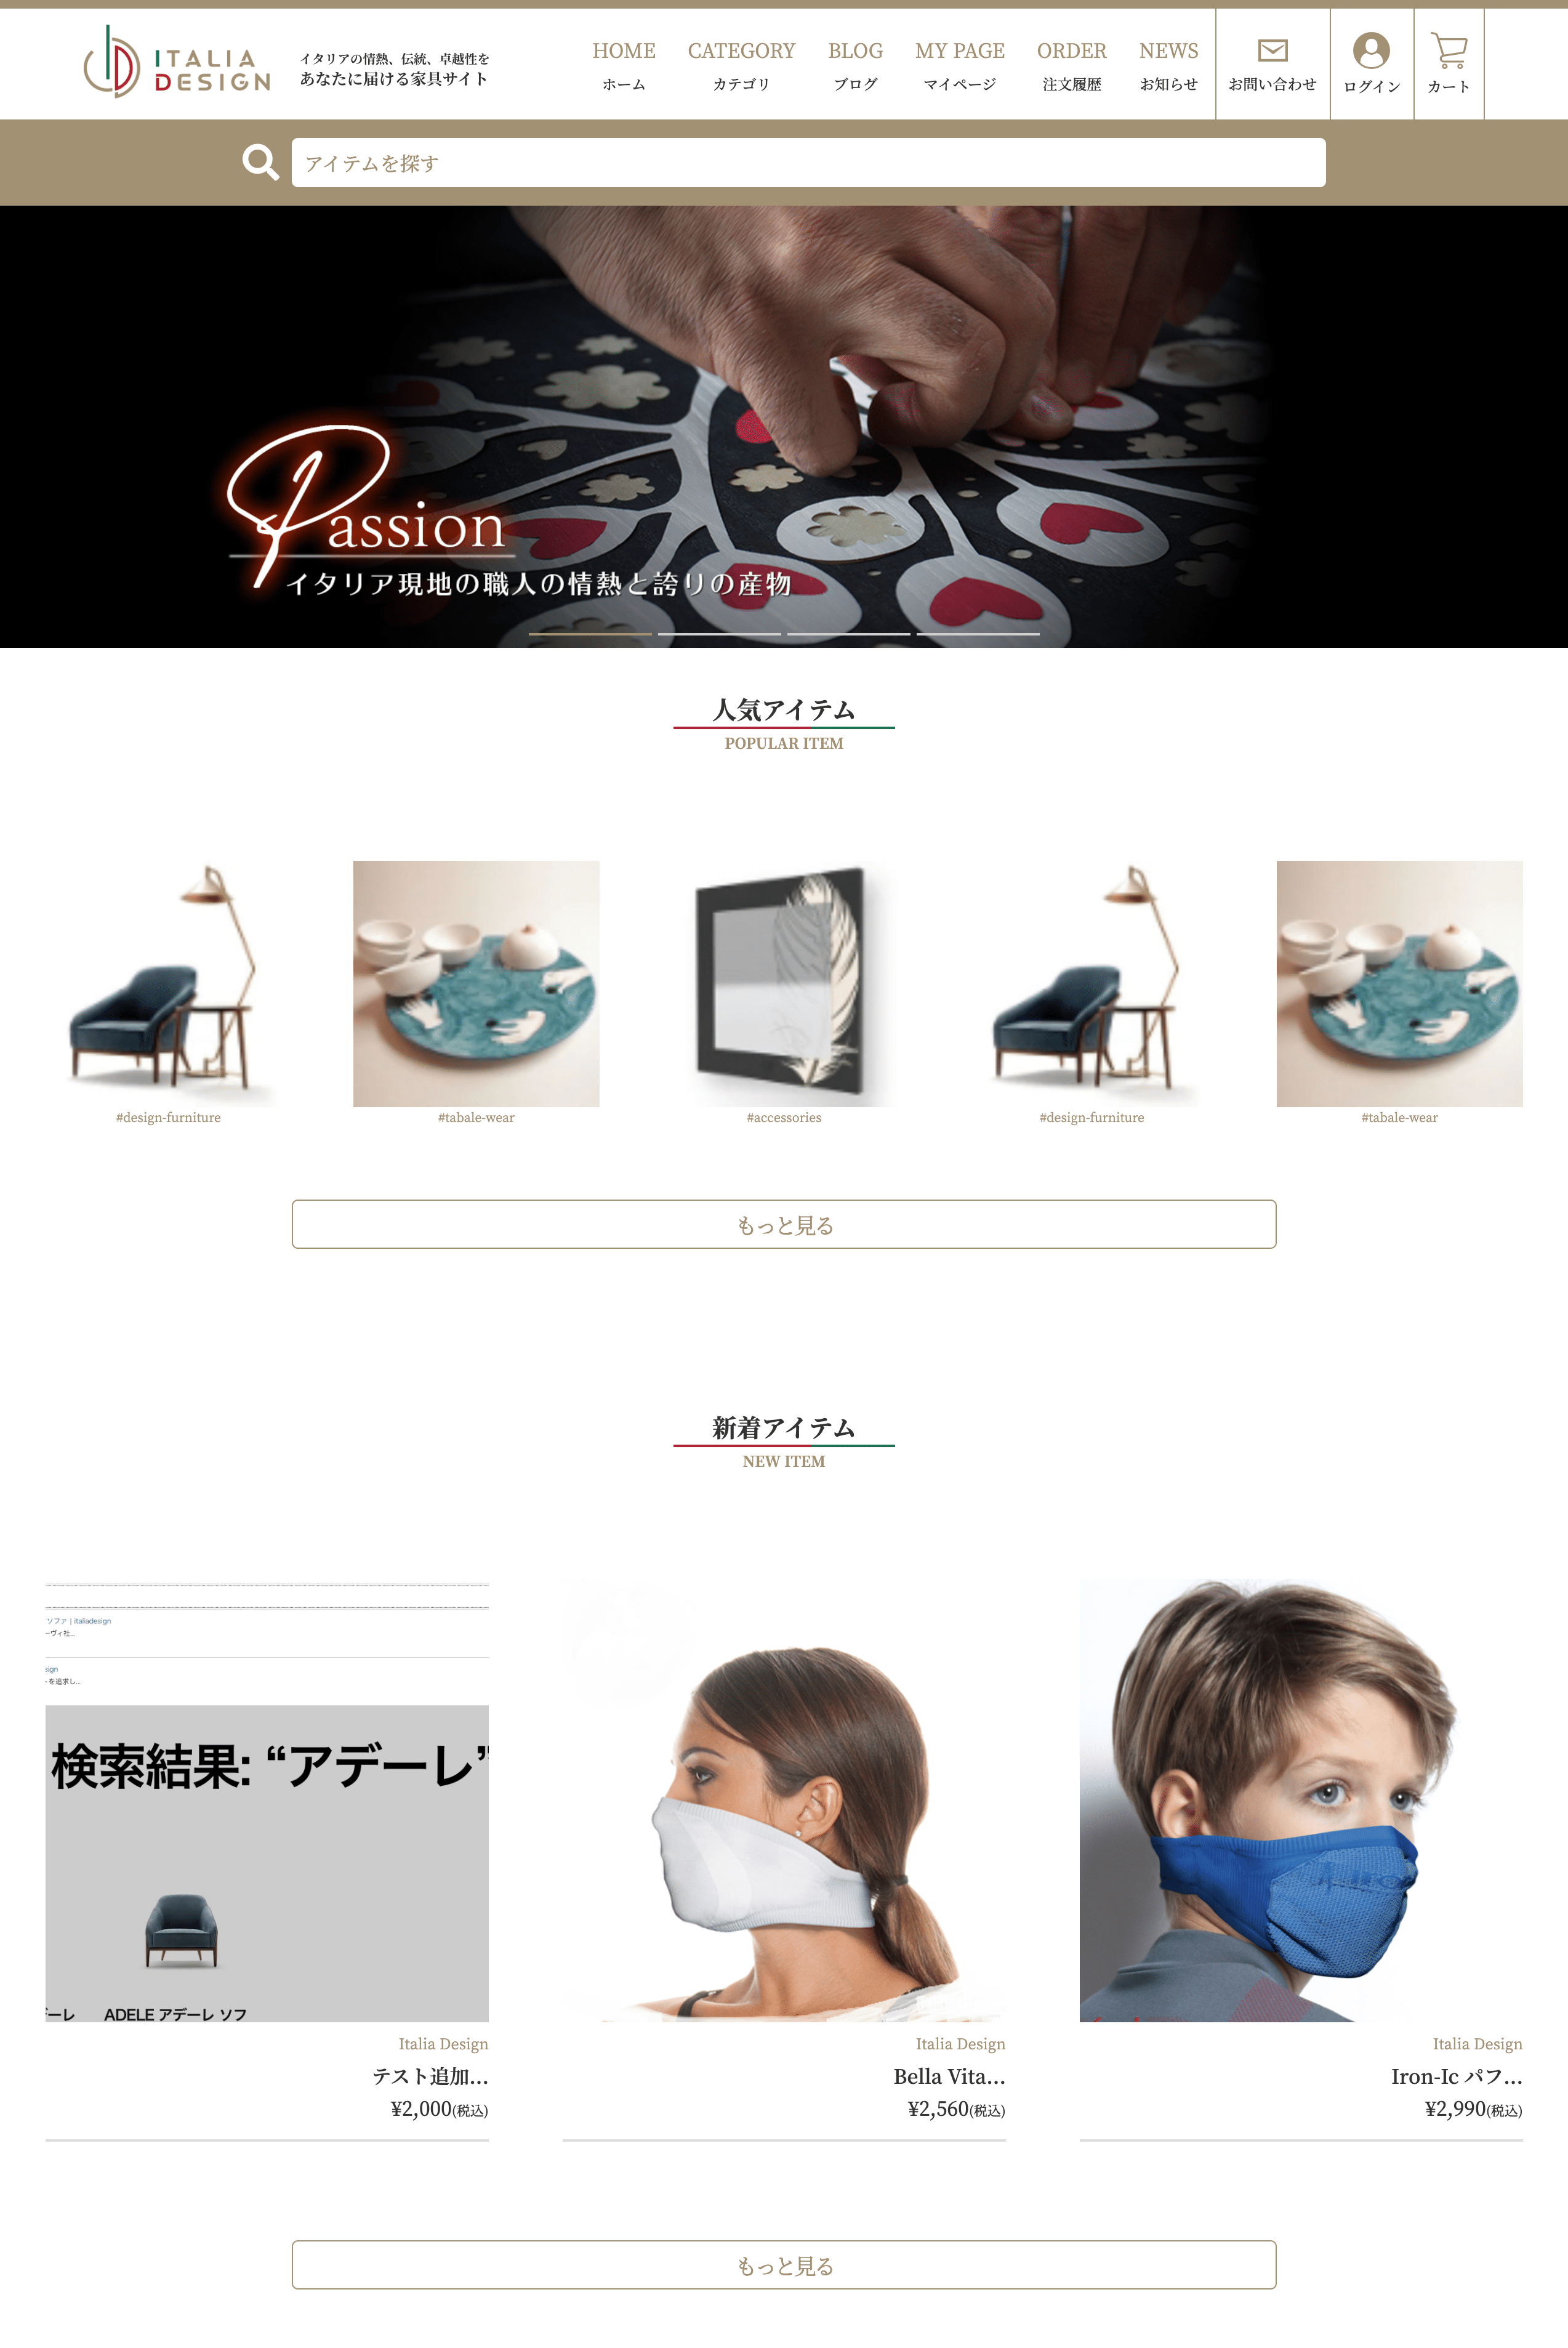 ITALIA
DESIGN
イタリアの情熱、伝統、卓越性を
あなたに届ける家具サイト
HOME CATEGORY BLOG MY PAGE ORDER NEWS
ホーム カテゴリ ブログ マイページ 注文履歴 お知らせ お問い合わせ ログイン カート
アイテムを探す
Passion
イタリア現地の職人の情熱と誇りの産物
人気アイテム
POPULAR ITEM
#design-furniture #tabale-wear #accessories #design-furniture #tabale-wear
もっと見る
新着アイテム
NEW ITEM
ソファ | italiadesign
ーヴィ社...
sign
を追求し...
検索結果: “アデーレ”
デーレ ADELE アデーレ ソフ
Italia Design Italia Design Italia Design
テスト追加... Bella Vita... Iron-Ic パフ...
¥2,000(税込) ¥2,560(税込) ¥2,990(税込)
もっと見る